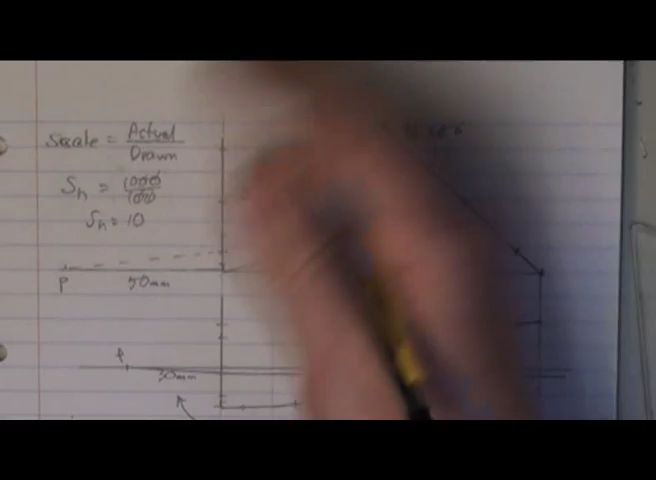 Scale = Actual
Drawn
Sh = 1000
100
Sh = 10
P 50mm
P
50mm